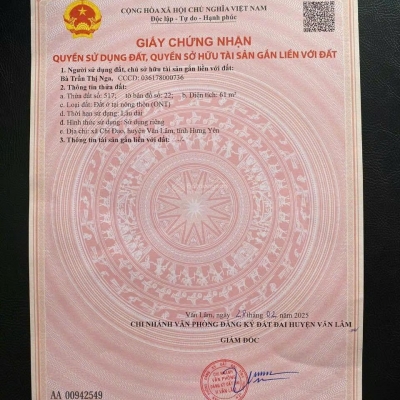 CỘNG HÒA XÃ HỘI CHỦ NGHĨA VIỆT NAM
Độc lập - Tự do - Hạnh phúc
GIẤY CHỨNG NHẬN
QUYỀN SỬ DỤNG ĐẤT, QUYỀN SỞ HỮU TÀI SẢN GẮN LIỀN VỚI ĐẤT
1. Người sử dụng đất, chủ sở hữu tài sản gắn liền với đất:
Bà Trần Thị Nga, CCCD: 036178000736
2. Thông tin thửa đất:
a. Thửa đất số: 517; tờ bản đồ số: 22; b. Diện tích: 61 m²
c. Loại đất: Đất ở tại nông thôn (ONT)
d. Thời hạn sử dụng: Lâu dài
đ. Hình thức sử dụng: Sử dụng riêng
e. Địa chỉ: xã Chỉ Đạo, huyện Văn Lâm, tỉnh Hưng Yên
3. Thông tin tài sản gắn liền với đất: -/-
Văn Lâm, ngày tháng 02 năm 2025
CHI NHÁNH VĂN PHÒNG ĐĂNG KÝ ĐẤT ĐAI HUYỆN VĂN LÂM
GIÁM ĐỐC
AA 00942549